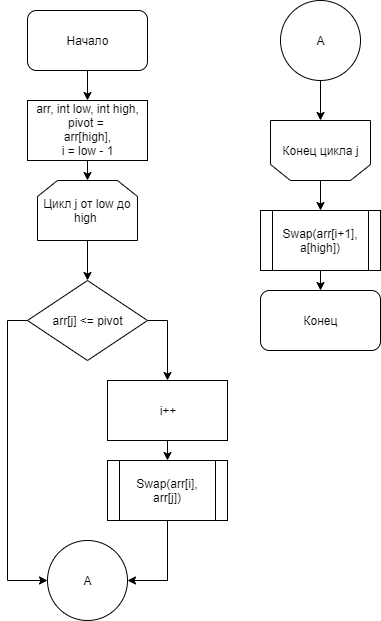 Начало
arr, int low, int high,
pivot =
arr[high],
i = low - 1
Цикл j от low до
high
arr[j] <= pivot
i++
Swap(arr[i],
arr[j])
A
A
Конец цикла j
Swap(arr[i+1],
a[high])
Конец